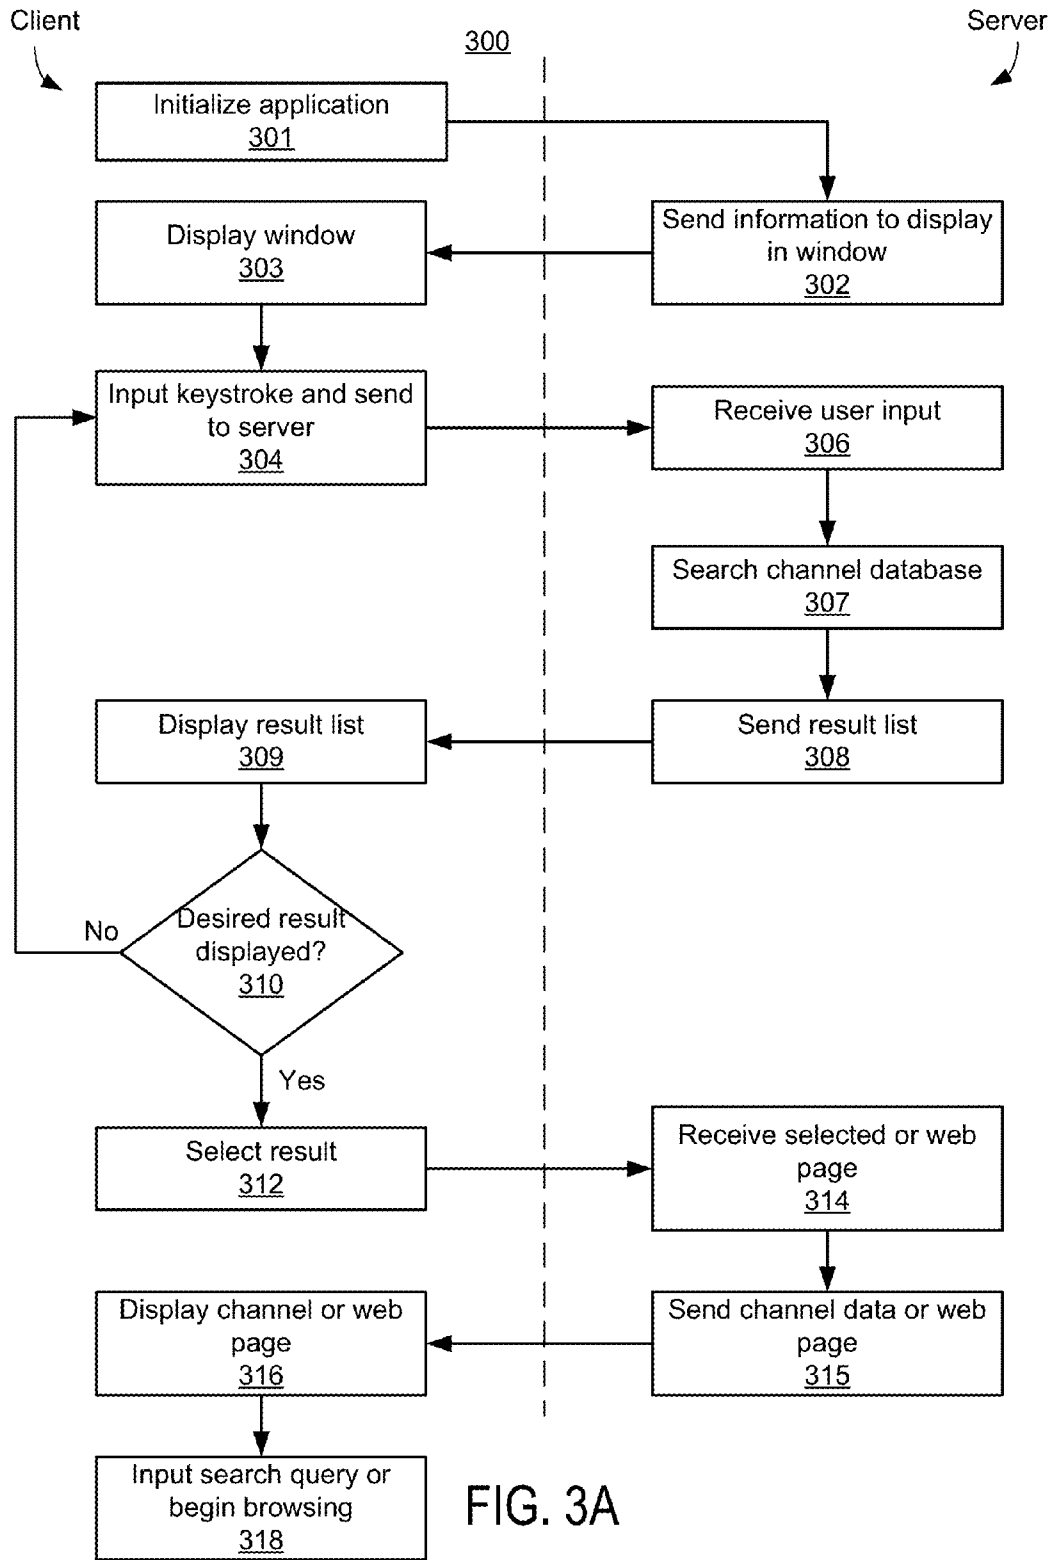 Client
300
Server
Initialize application
301
Send information to display
in window
302
Display window
303
Input keystroke and send
to server
304
Receive user input
306
Search channel database
307
Send result list
308
Display result list
309
Desired result
displayed?
310
No
Yes
Select result
312
Receive selected or web
page
314
Send channel data or web
page
315
Display channel or web
page
316
Input search query or
begin browsing
318
FIG. 3A